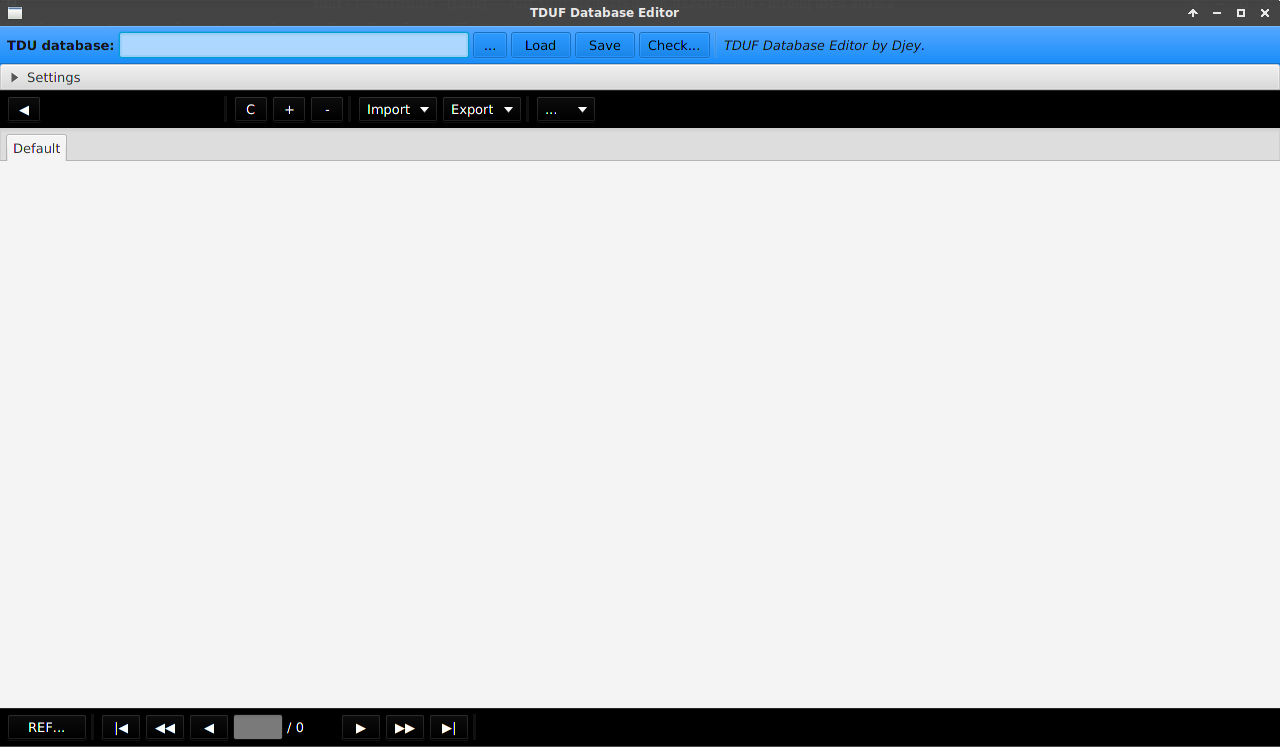 TDUF Database Editor
TDU database: ... Load Save Check... TDUF Database Editor by Djey.
Settings
C + - Import Export ...
Default
REF... / 0